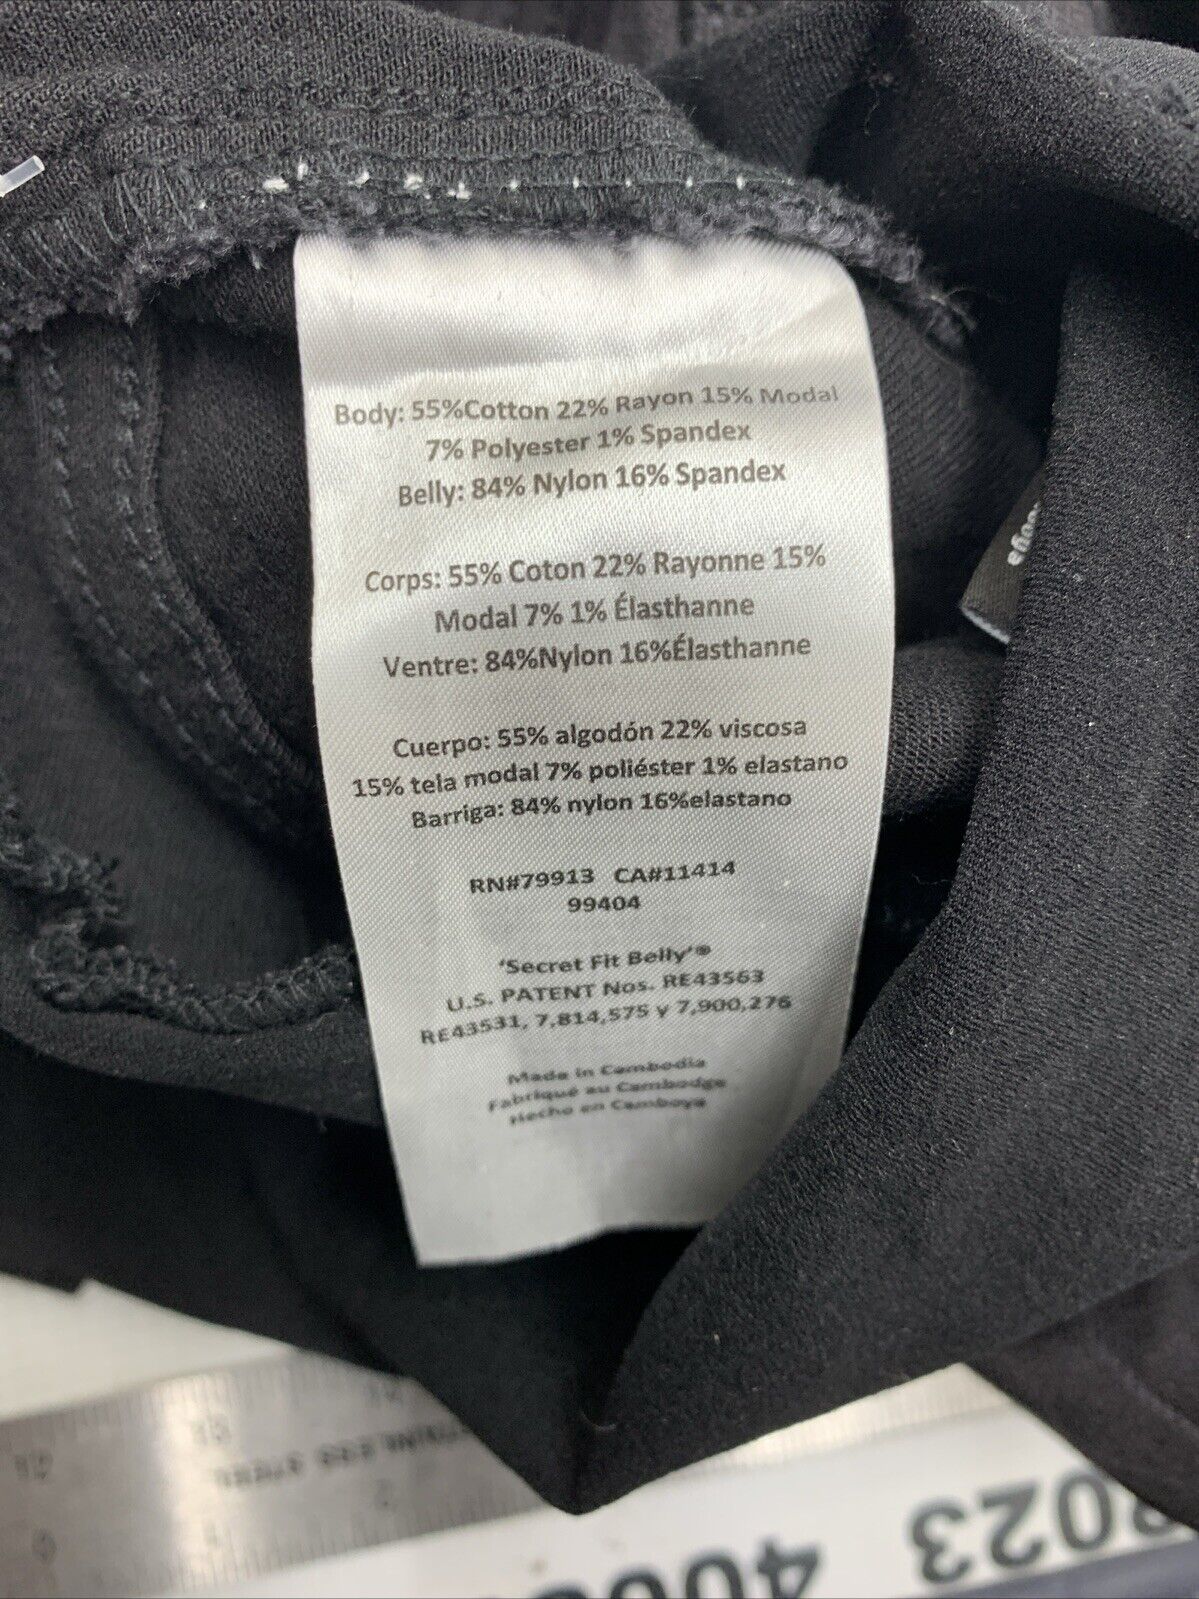 Body: 55%Cotton 22% Rayon 15% Modal
7% Polyester 1% Spandex
Belly: 84% Nylon 16% Spandex
Corps: 55% Coton 22% Rayonne 15%
Modal 7% 1% Élasthanne
Ventre: 84%Nylon 16%Élasthanne
Cuerpo: 55% algodón 22% viscosa
15% tela modal 7% poliéster 1% elastano
Barriga: 84% nylon 16%elastano
RN#79913 CA#11414
99404
‘Secret Fit Belly’®
U.S. PATENT Nos. RE43563
RE43531, 7,814,575 y 7,900,276
Made in Cambodia
Fabriqué au Cambodge
Hecho en Camboya
STAINLESS STEEL
2023